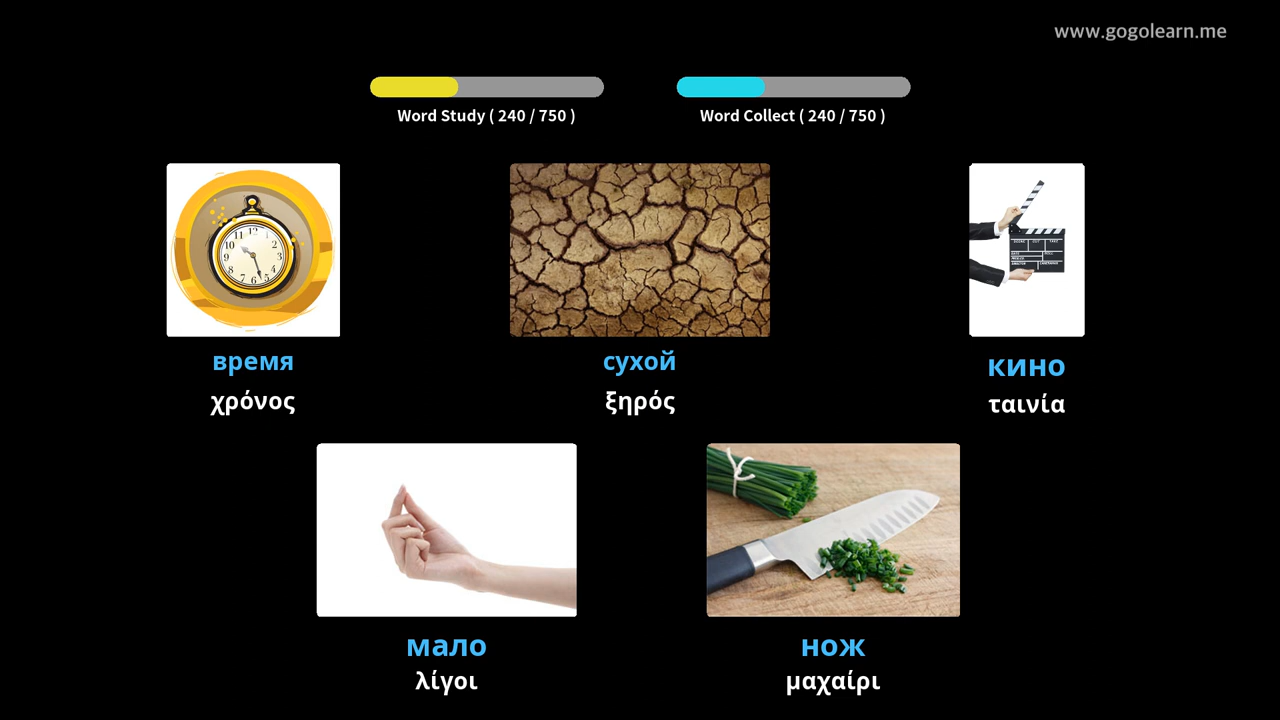 www.gogolearn.me
Word Study ( 240 / 750 )
Word Collect ( 240 / 750 )
время
χρόνος
сухой
ξηρός
кино
ταινία
мало
λίγοι
нож
μαχαίρι